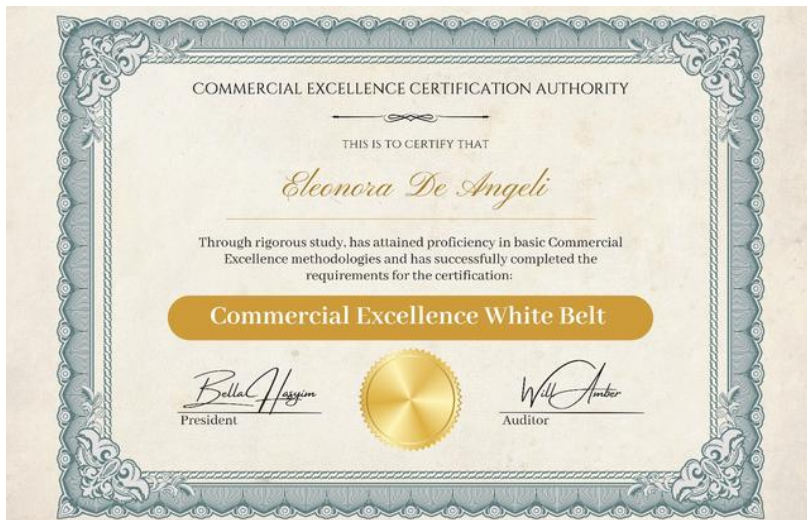 COMMERCIAL EXCELLENCE CERTIFICATION AUTHORITY
THIS IS TO CERTIFY THAT
Eleonora De Angeli
Through rigorous study, has attained proficiency in basic Commercial
Excellence methodologies and has successfully completed the
requirements for the certification:
Commercial Excellence White Belt
Bella Hasyim Will Amber
President Auditor